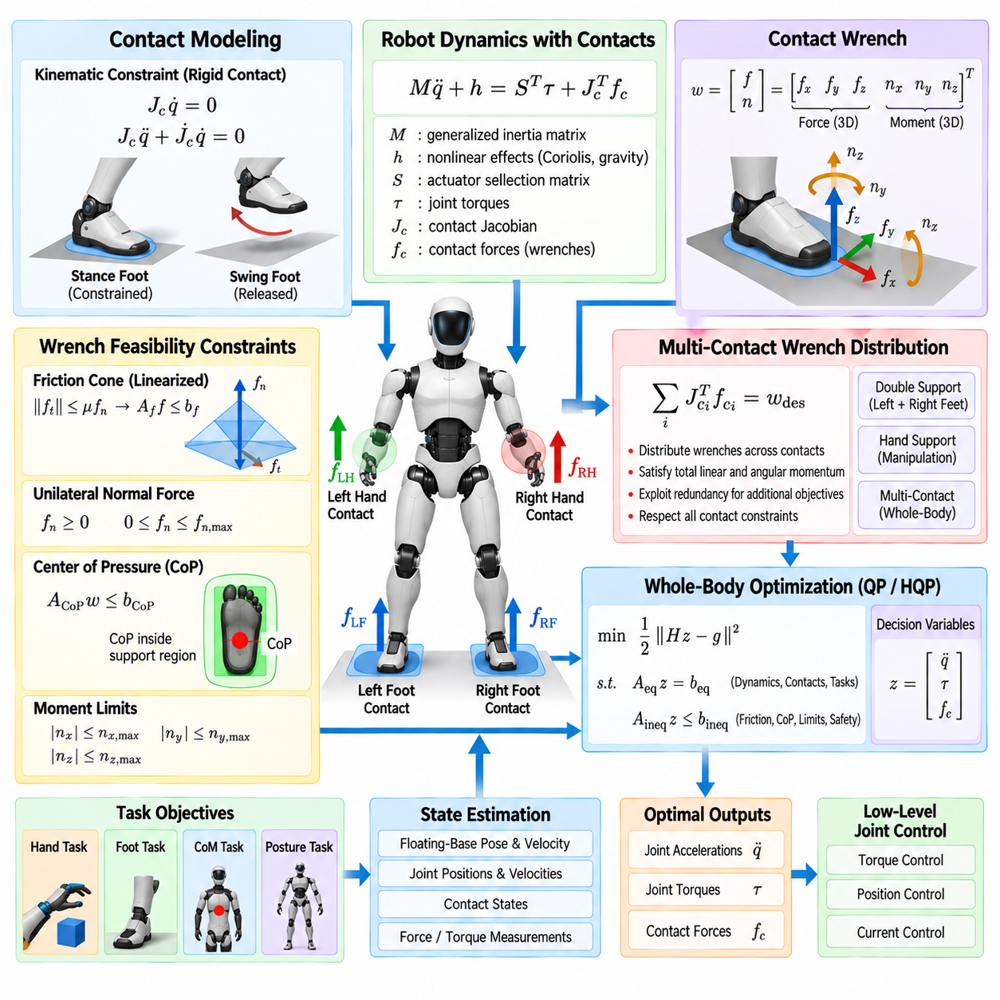 Contact Modeling
Kinematic Constraint (Rigid Contact)
J_c q̇ = 0
J_c q̈ + J̇_c q̇ = 0
Stance Foot
(Constrained)
Swing Foot
(Released)
Robot Dynamics with Contacts
Mq̈ + h = S^T τ + J_c^T f_c
M : generalized inertia matrix
h : nonlinear effects (Coriolis, gravity)
S : actuator sellection matrix
τ : joint torques
J_c : contact Jacobian
f_c : contact forces (wrenches)
Contact Wrench
w = [f n] = [f_x f_y f_z n_x n_y n_z]^T
Force (3D) Moment (3D)
n_z
n_y
f_z
f_y
n_z
f_x
Wrench Feasibility Constraints
Friction Cone (Linearized)
‖f_t‖ ≤ μf_n → A_f f ≤ b_f
f_n
f_t
Unilateral Normal Force
f_n ≥ 0 0 ≤ f_n ≤ f_n,max
Center of Pressure (CoP)
A_CoP w ≤ b_CoP
CoP inside
support region
CoP
Moment Limits
|n_x| ≤ n_x,max |n_y| ≤ n_y,max
|n_z| ≤ n_z,max
f_LH
Left Hand
Contact
f_RH
Right Hand
Contact
f_LF
f_RF
Left Foot
Contact
Right Foot
Contact
Multi-Contact Wrench Distribution
∑_i J_ci^T f_ci = w_des
• Distribute wrenches across contacts
• Satisfy total linear and angular momentum
• Exploit redundancy for additional objectives
• Respect all contact constraints
Double Support
(Left + Right Feet)
Hand Support
(Manipulation)
Multi-Contact
(Whole-Body)
Whole-Body Optimization (QP / HQP)
min 1/2 ‖Hz − g‖²
s.t. A_eq z = b_eq (Dynamics, Contacts, Tasks)
A_ineq z ≤ b_ineq (Friction, CoP, Limits, Safety)
Decision Variables
z = [q̈ τ f_c]
Task Objectives
Hand Task
Foot Task
CoM Task
Posture Task
State Estimation
Floating-Base Pose & Velocity
Joint Positions & Velocities
Contact States
Force / Torque Measurements
Optimal Outputs
Joint Accelerations q̈
Joint Torques τ
Contact Forces f_c
Low-Level
Joint Control
Torque Control
Position Control
Current Control